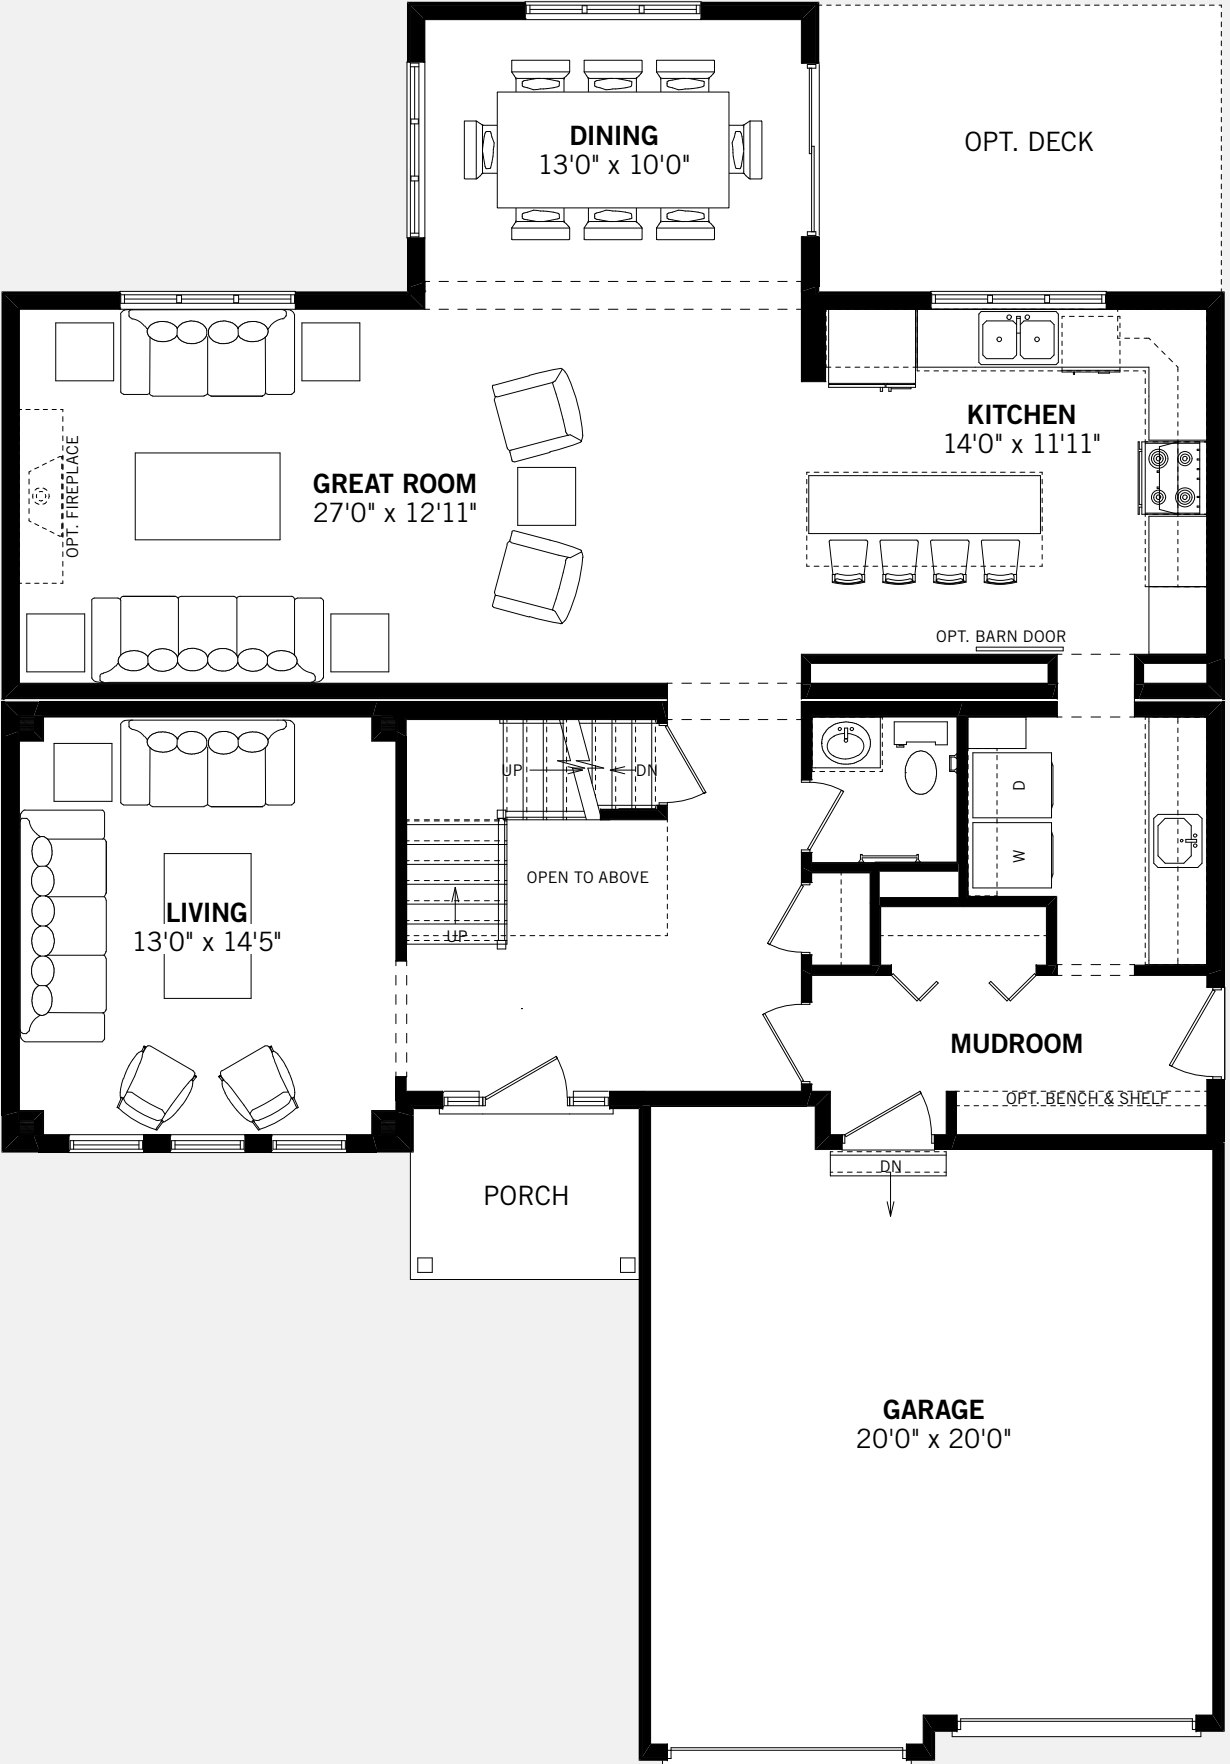 DINING
13'0" x 10'0"
OPT. DECK
KITCHEN
14'0" x 11'11"
GREAT ROOM
27'0" x 12'11"
OPT. FIREPLACE
OPT. BARN DOOR
UP
DN
D
W
OPEN TO ABOVE
UP
LIVING
13'0" x 14'5"
MUDROOM
OPT. BENCH & SHELF
DN
PORCH
GARAGE
20'0" x 20'0"